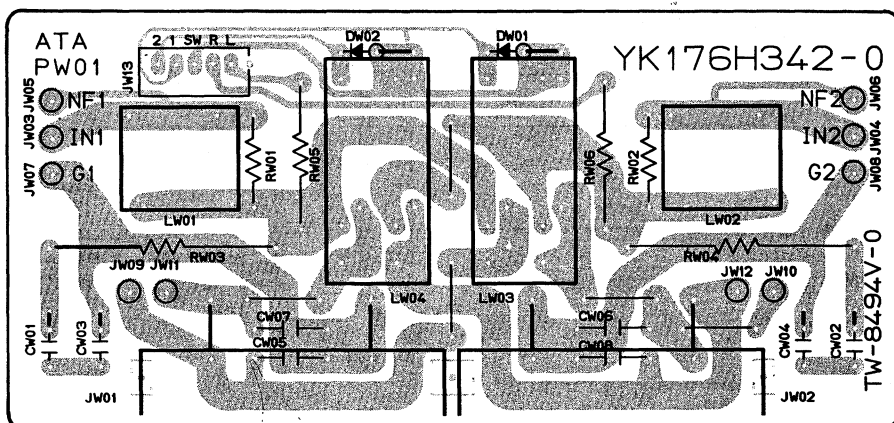 ATA
PW01
2 1 SW R L
JW13
DW02
DW01
YK176H342-0
JW05
NF1
NF2
JW06
JW03
IN1
IN2
JW04
JW07
G1
G2
JW08
RW01
RW05
RW06
RW02
LW01
LW02
RW03
RW04
JW09
JW11
JW12
JW10
LW04
LW03
CW01
CW03
CW07
CW05
CW06
CW08
CW04
CW02
JW01
JW02
TW-8494V-0